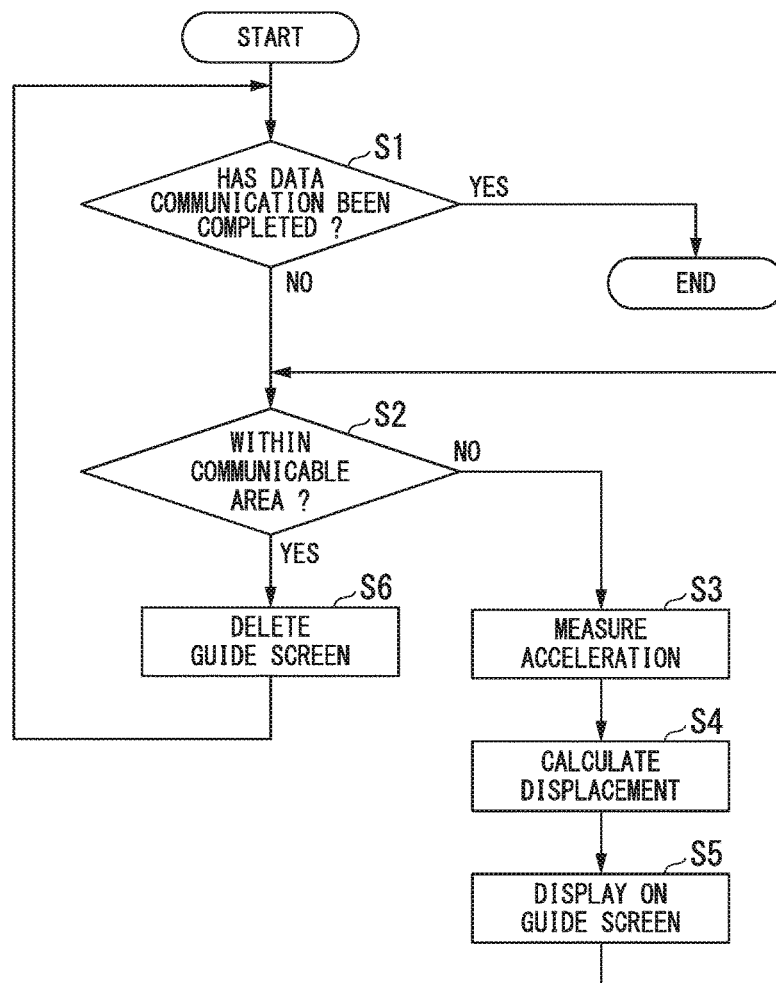 START
S1
HAS DATA
COMMUNICATION BEEN
COMPLETED ?
YES
NO
END
S2
WITHIN
COMMUNICABLE
AREA ?
NO
YES
S6
DELETE
GUIDE SCREEN
S3
MEASURE
ACCELERATION
S4
CALCULATE
DISPLACEMENT
S5
DISPLAY ON
GUIDE SCREEN